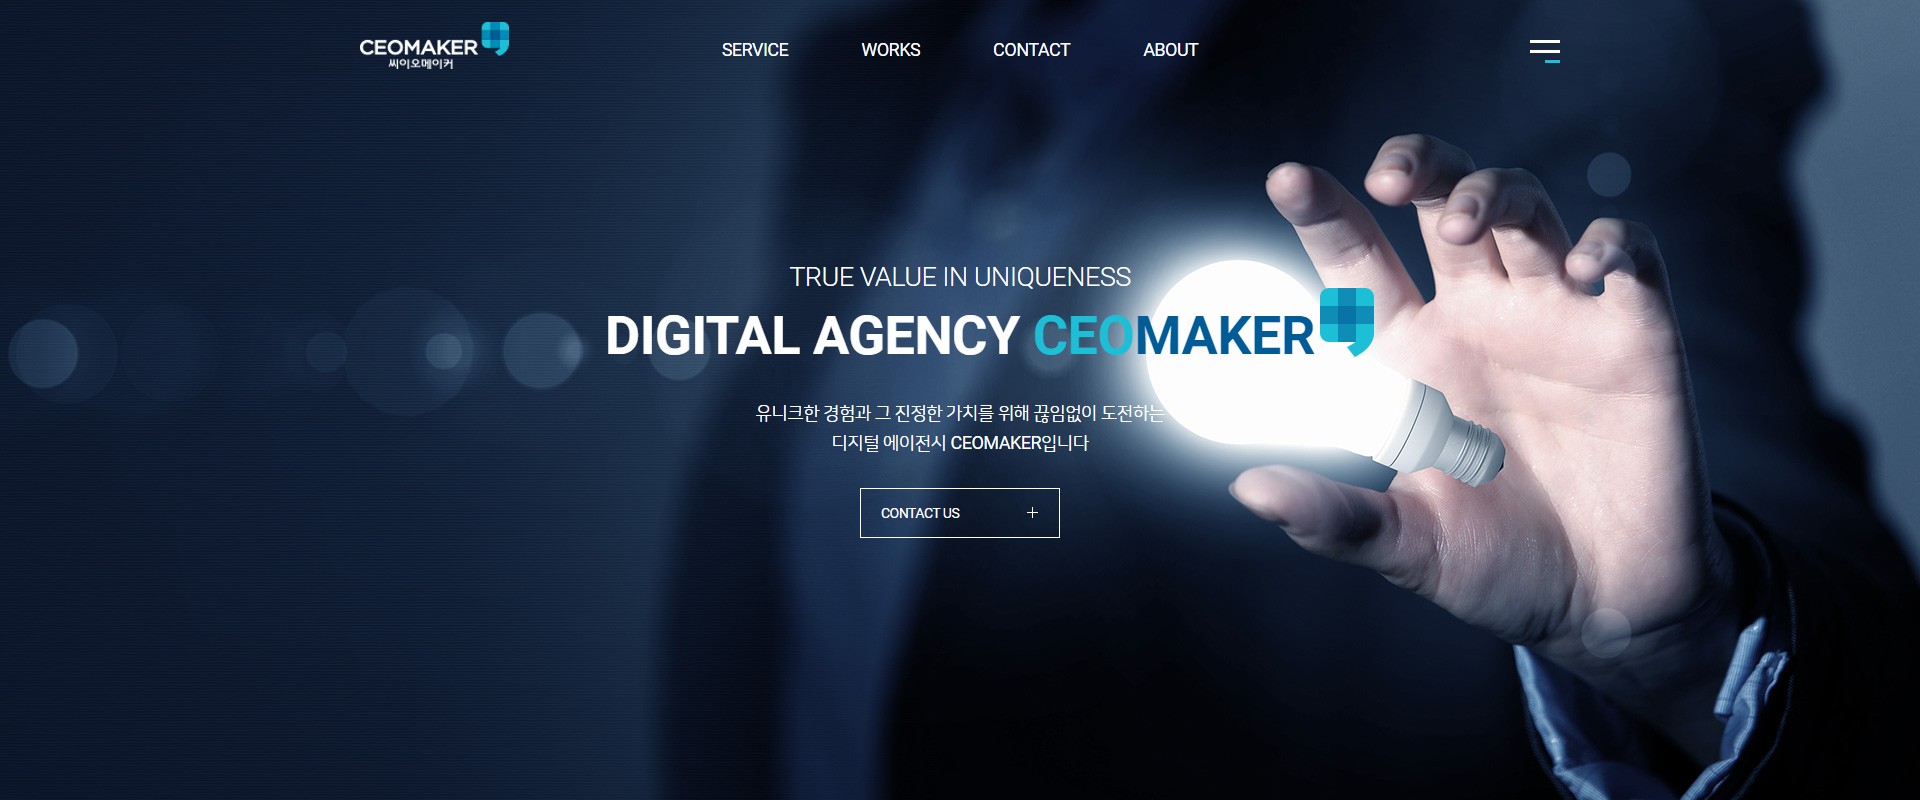 CEOMAKER
씨이오메이커
SERVICE
WORKS
CONTACT
ABOUT
TRUE VALUE IN UNIQUENESS
DIGITAL AGENCY CEOMAKER
유니크한 경험과 그 진정한 가치를 위해 끊임없이 도전하는
디지털 에이전시 CEOMAKER입니다
CONTACT US